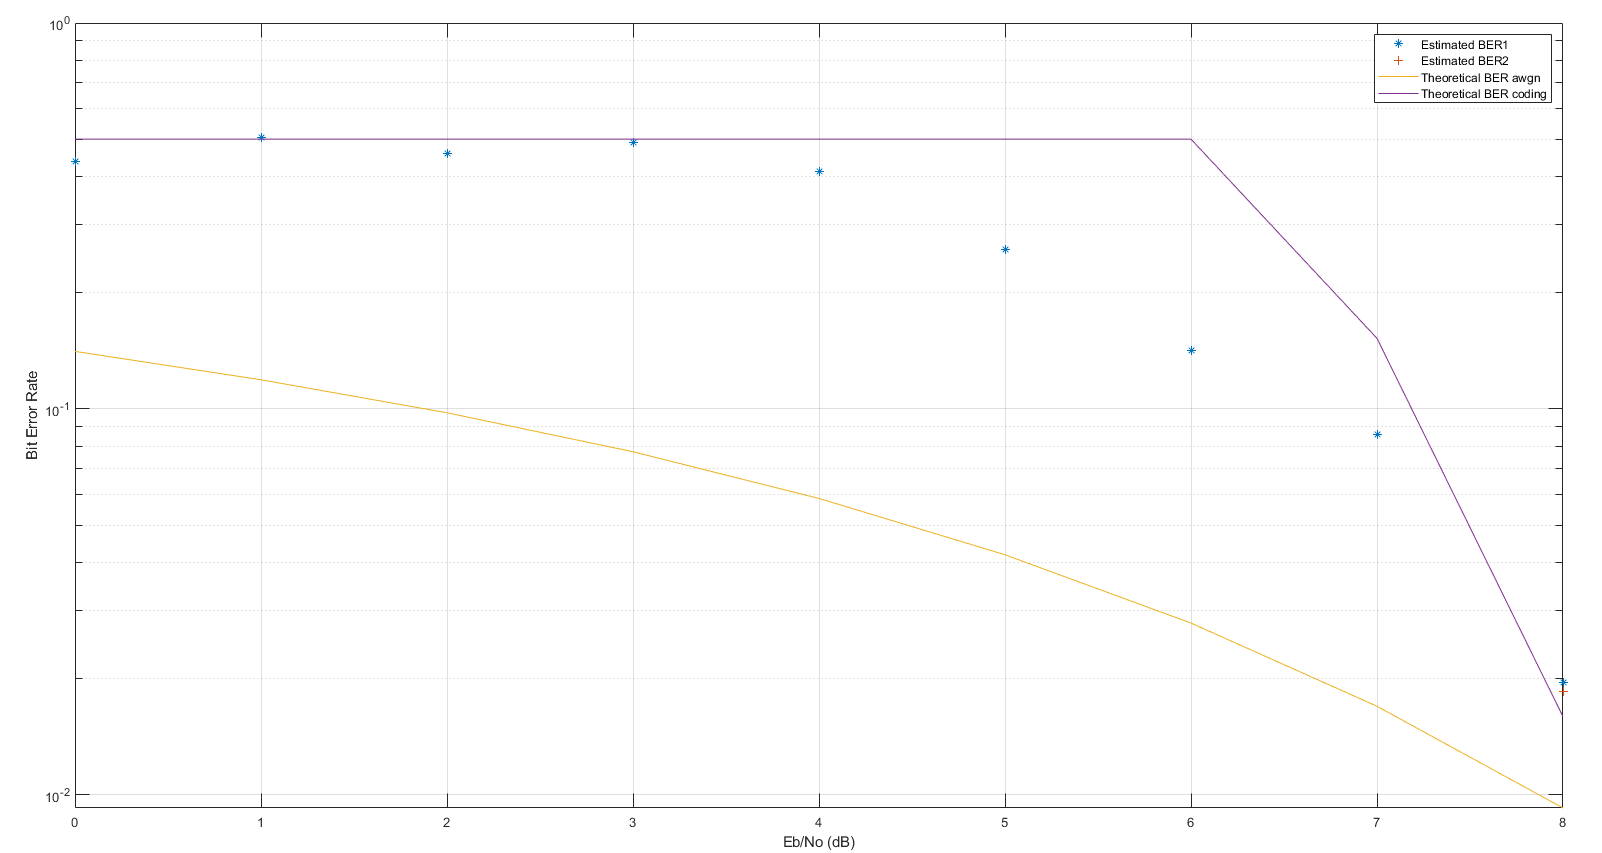 10^0
10^-1
10^-2
Bit Error Rate
Estimated BER1
Estimated BER2
Theoretical BER awgn
Theoretical BER coding
0 1 2 3 4 5 6 7 8
Eb/No (dB)